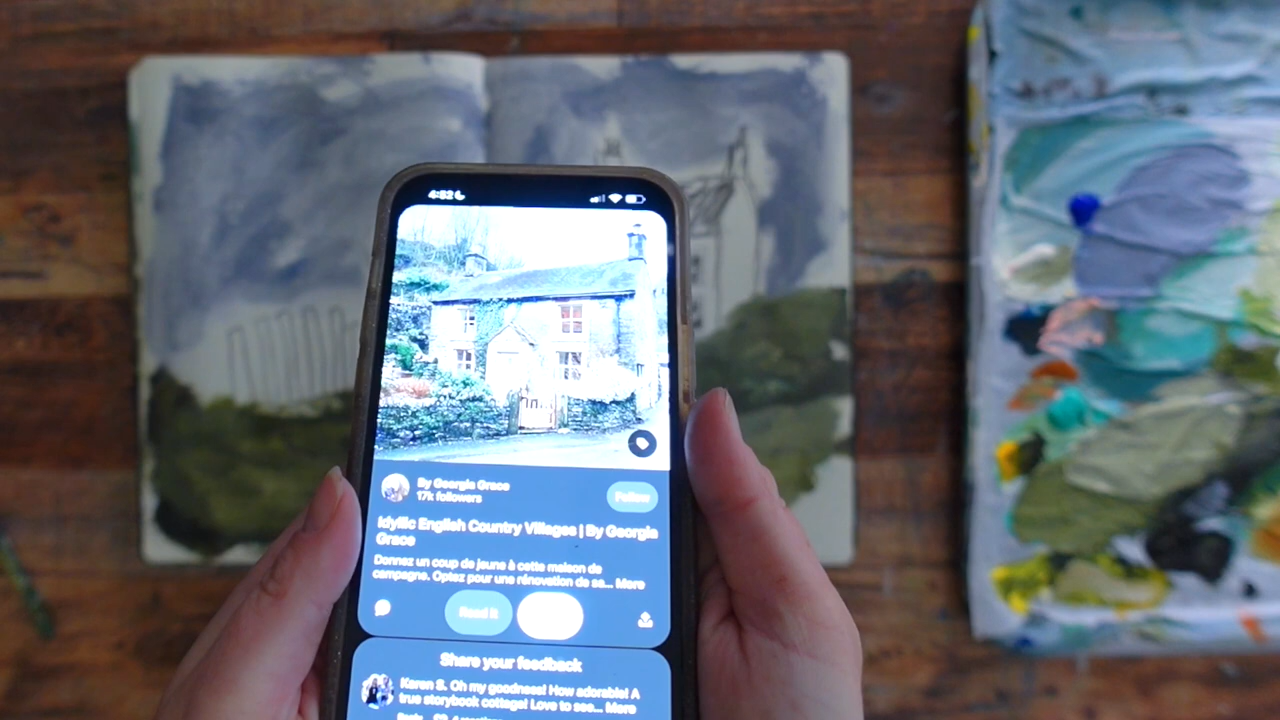 4:52
By Georgia Grace
17k followers
Follow
Idyllic English Country Villages | By Georgia
Grace
Donnez un coup de jeune à cette maison de
campagne. Optez pour une rénovation de sa... More
Read it
Share your feedback
Karen S. Oh my goodness! How adorable! A
true storybook cottage! Love to see... More